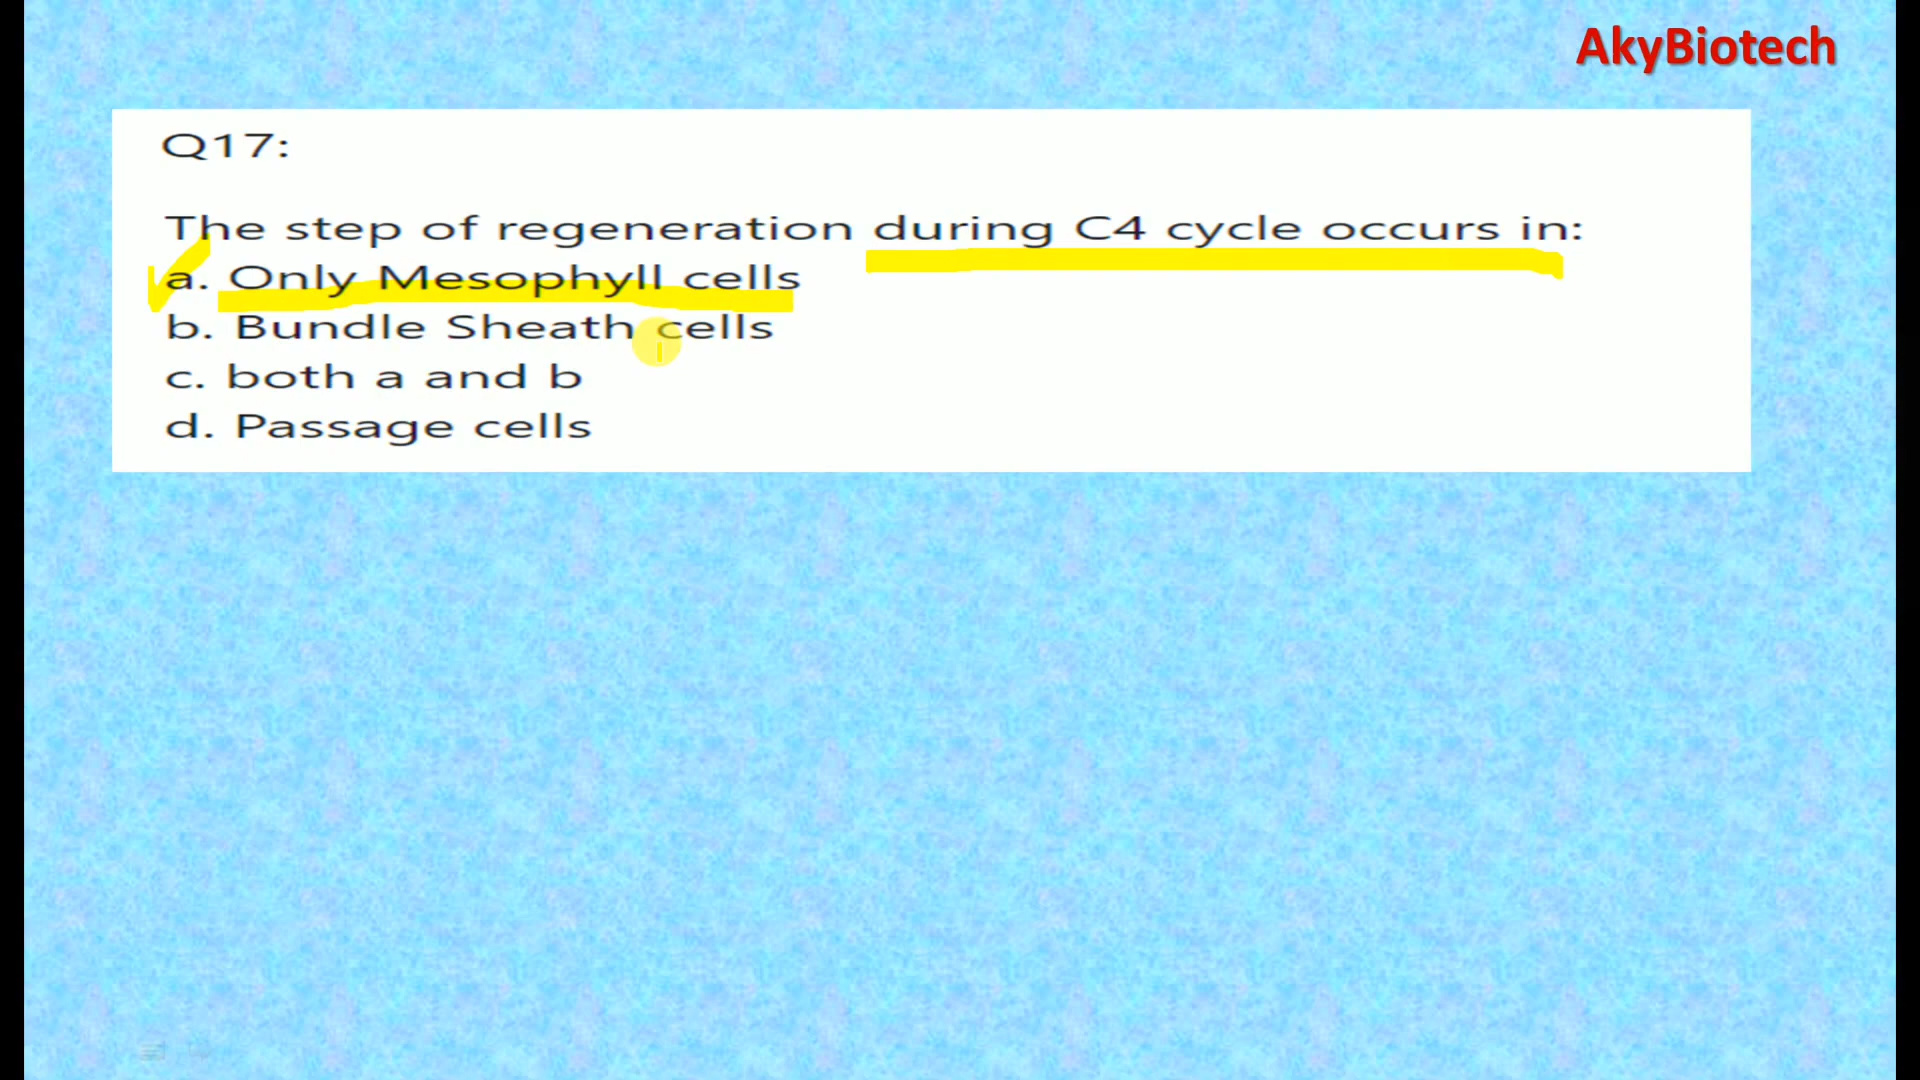 AkyBiotech
Q17:
The step of regeneration during C4 cycle occurs in:
a. Only Mesophyll cells
b. Bundle Sheath cells
c. both a and b
d. Passage cells